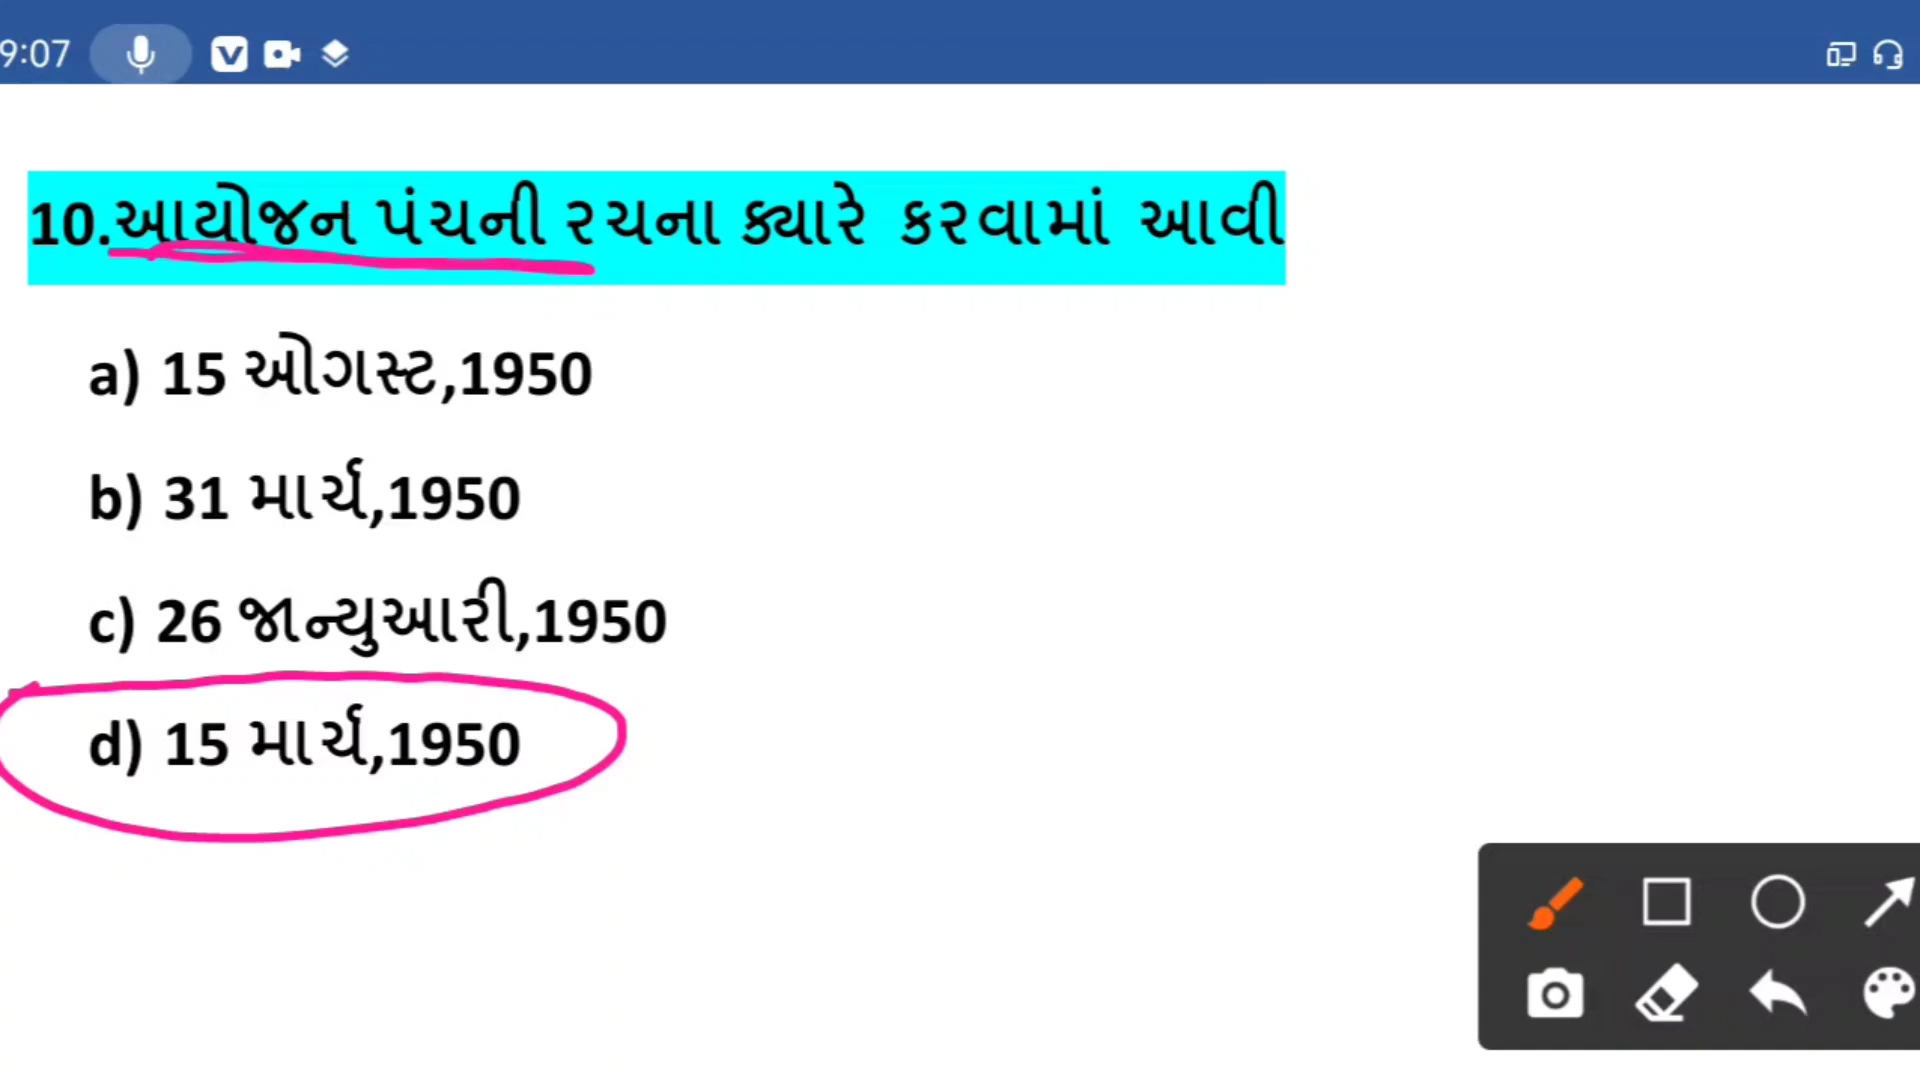 9:07
10.આયોજન પંચની રચના ક્યારે કરવામાં આવી
a) 15 ઓગસ્ટ,1950
b) 31 માર્ચ,1950
c) 26 જાન્યુઆરી,1950
d) 15 માર્ચ,1950